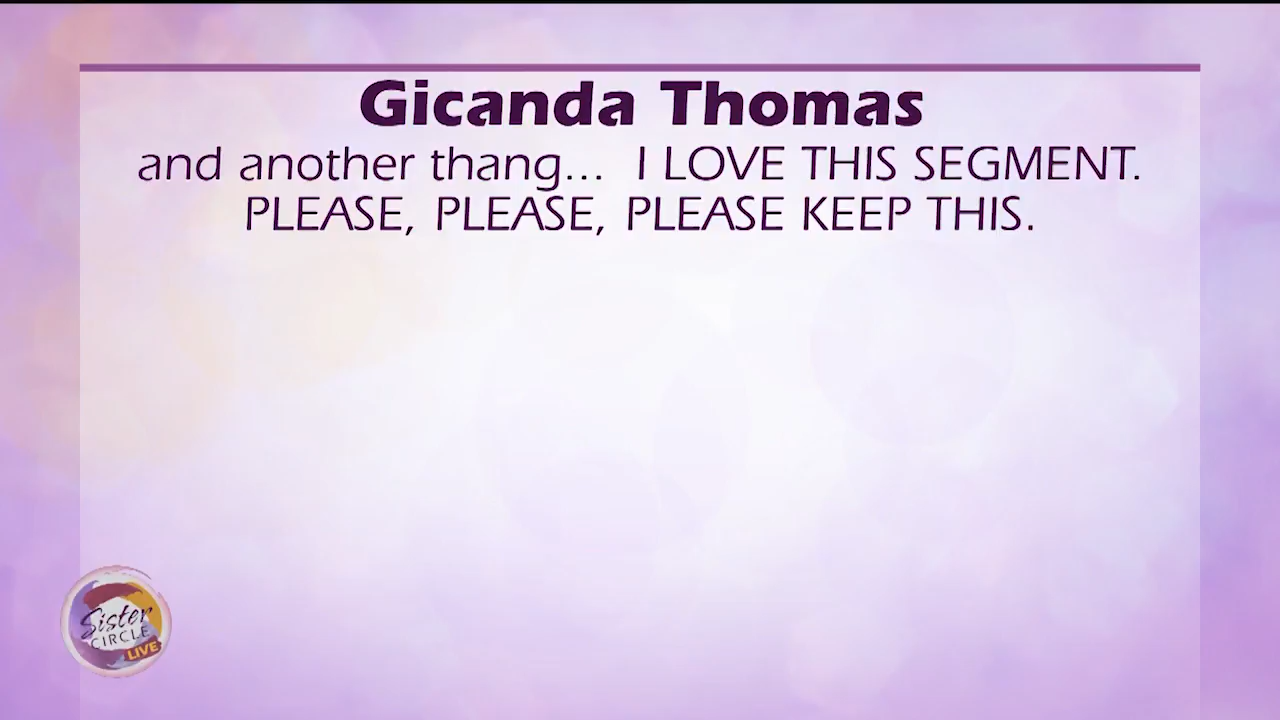 Gicanda Thomas
and another thang... I LOVE THIS SEGMENT.
PLEASE, PLEASE, PLEASE KEEP THIS.
Sister
CIRCLE
LIVE